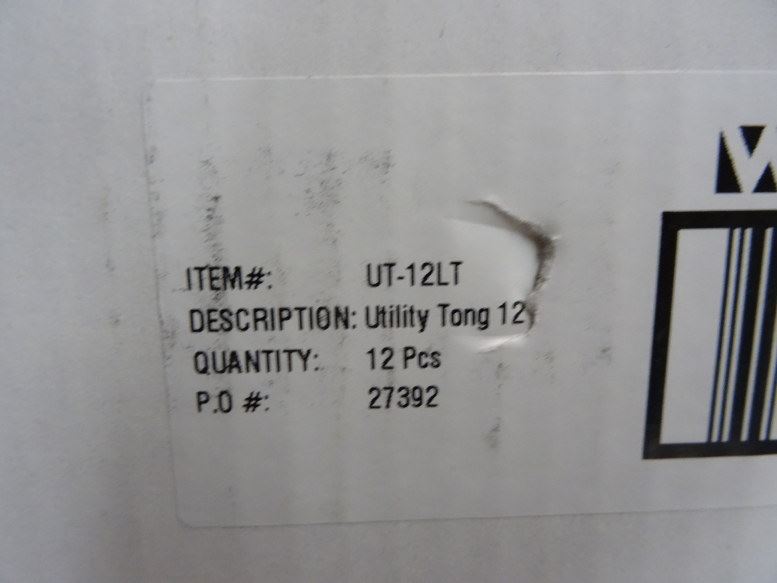 ITEM#: UT-12LT
DESCRIPTION: Utility Tong 12
QUANTITY: 12 Pcs
P.O #: 27392